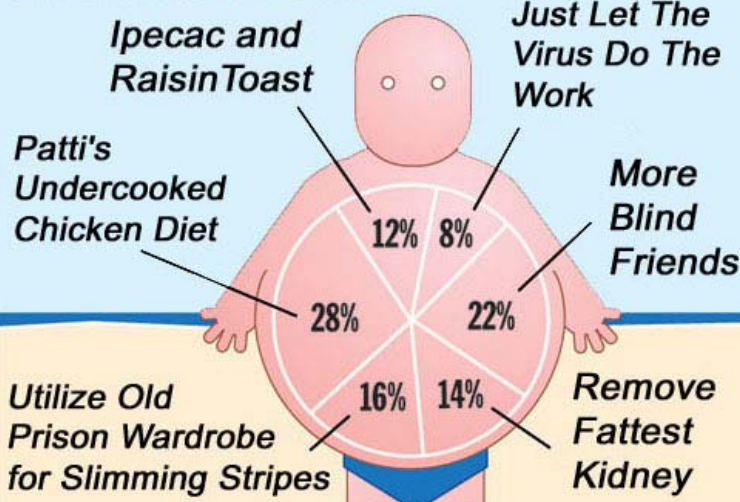 Ipecac and
RaisinToast
Just Let The
Virus Do The
Work
Patti's
Undercooked
Chicken Diet
More
Blind
Friends
12%
8%
28%
22%
16%
14%
Utilize Old
Prison Wardrobe
for Slimming Stripes
Remove
Fattest
Kidney